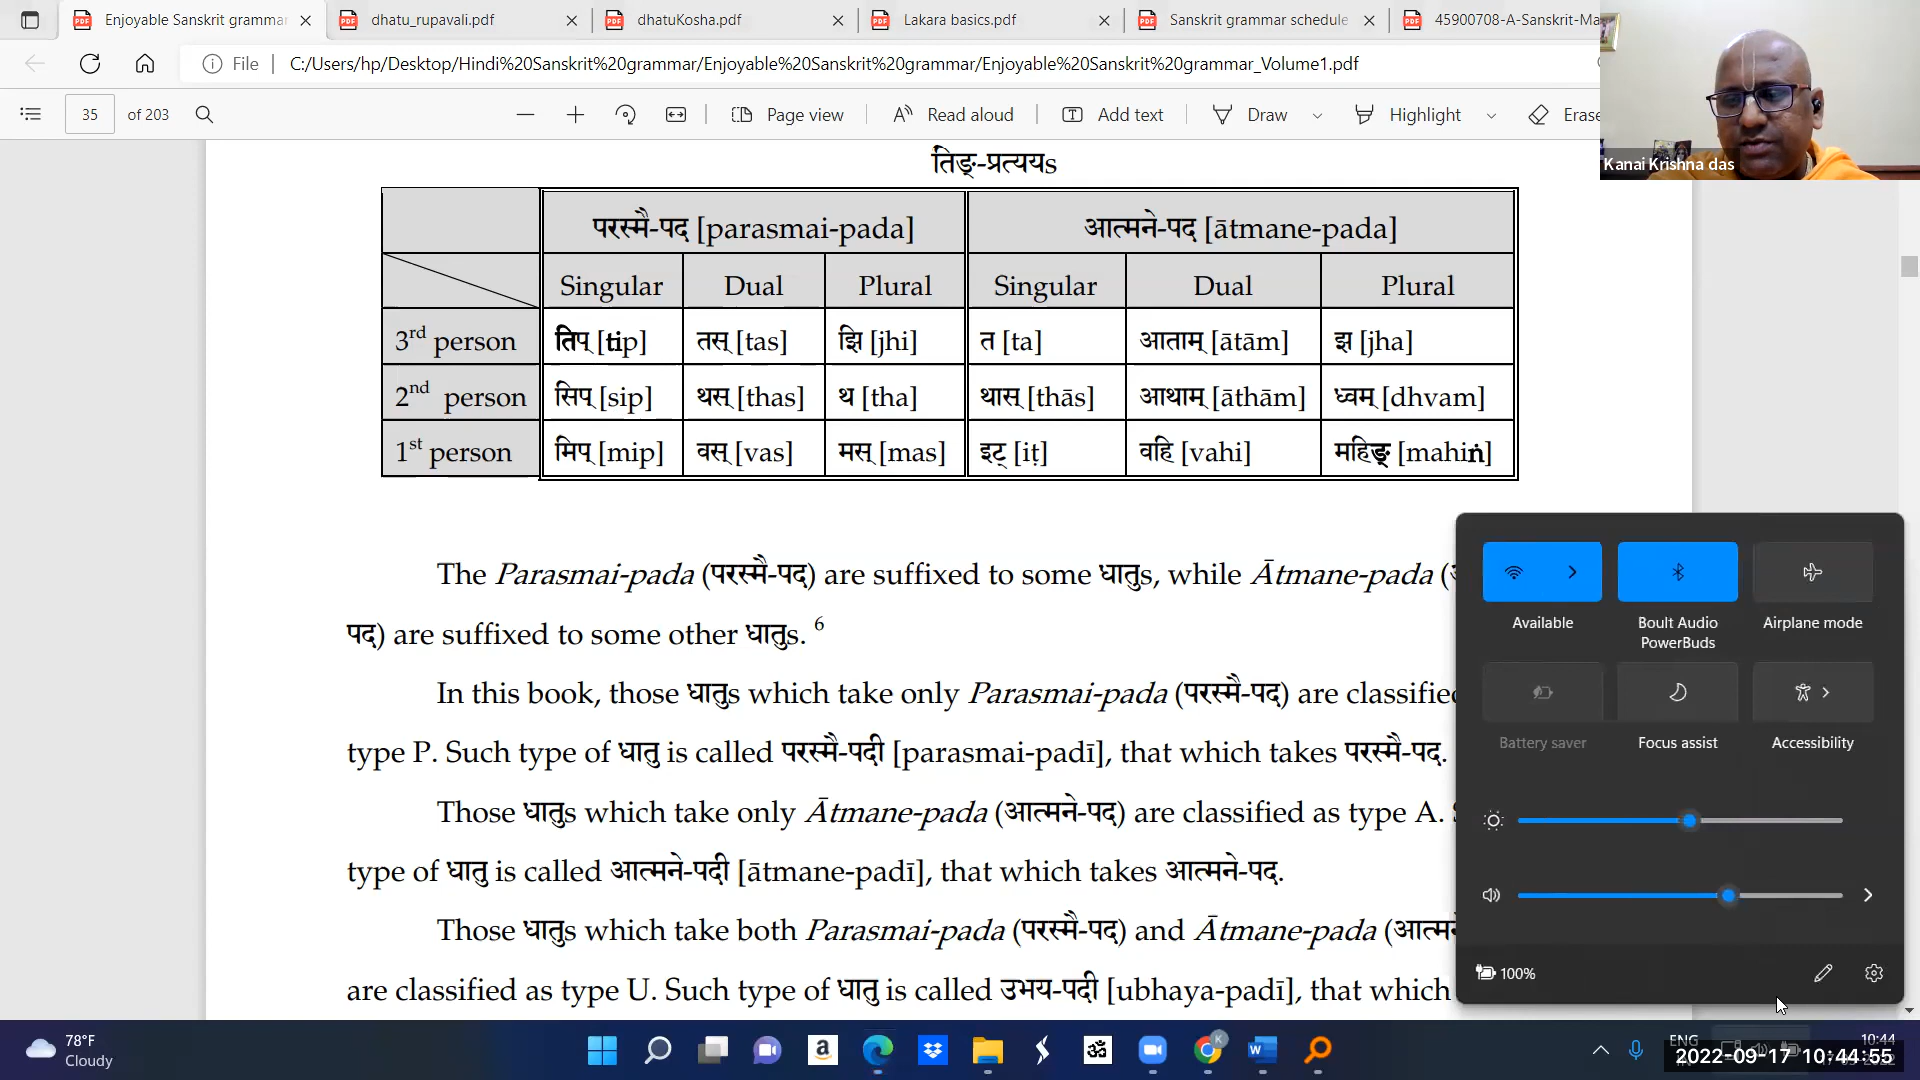 Enjoyable Sanskrit grammar
dhatu_rupavali.pdf
dhatuKosha.pdf
Lakara basics.pdf
Sanskrit grammar schedule
45900708-A-Sanskrit-Ma
File
C:/Users/hp/Desktop/Hindi%20Sanskrit%20grammar/Enjoyable%20Sanskrit%20grammar/Enjoyable%20Sanskrit%20grammar_Volume1.pdf
35 of 203
Page view
Read aloud
Add text
Draw
Highlight
Erase
Kanai Krishna das
तिङ्-प्रत्ययs
परस्मै-पद [parasmai-pada] आत्मने-पद [ātmane-pada]
Singular Dual Plural Singular Dual Plural
3rd person तिप् [tip] तस् [tas] झि [jhi] त [ta] आताम् [ātām] झ [jha]
2nd person सिप् [sip] थस् [thas] थ [tha] थास् [thās] आथाम् [āthām] ध्वम् [dhvam]
1st person मिप् [mip] वस् [vas] मस् [mas] इट् [iṭ] वहि [vahi] महिङ् [mahiṅ]
The Parasmai-pada (परस्मै-पद) are suffixed to some धातुs, while Ātmane-pada (
पद) are suffixed to some other धातुs. 6
In this book, those धातुs which take only Parasmai-pada (परस्मै-पद) are classified
type P. Such type of धातु is called परस्मै-पदी [parasmai-padī], that which takes परस्मै-पद.
Those धातुs which take only Ātmane-pada (आत्मने-पद) are classified as type A.
type of धातु is called आत्मने-पदी [ātmane-padī], that which takes आत्मने-पद.
Those धातुs which take both Parasmai-pada (परस्मै-पद) and Ātmane-pada (आत्मने
are classified as type U. Such type of धातु is called उभय-पदी [ubhaya-padī], that which
Available
Boult Audio
PowerBuds
Airplane mode
Battery saver
Focus assist
Accessibility
100%
78°F
Cloudy
ENG
10:44
2022-09-17 10:44:55